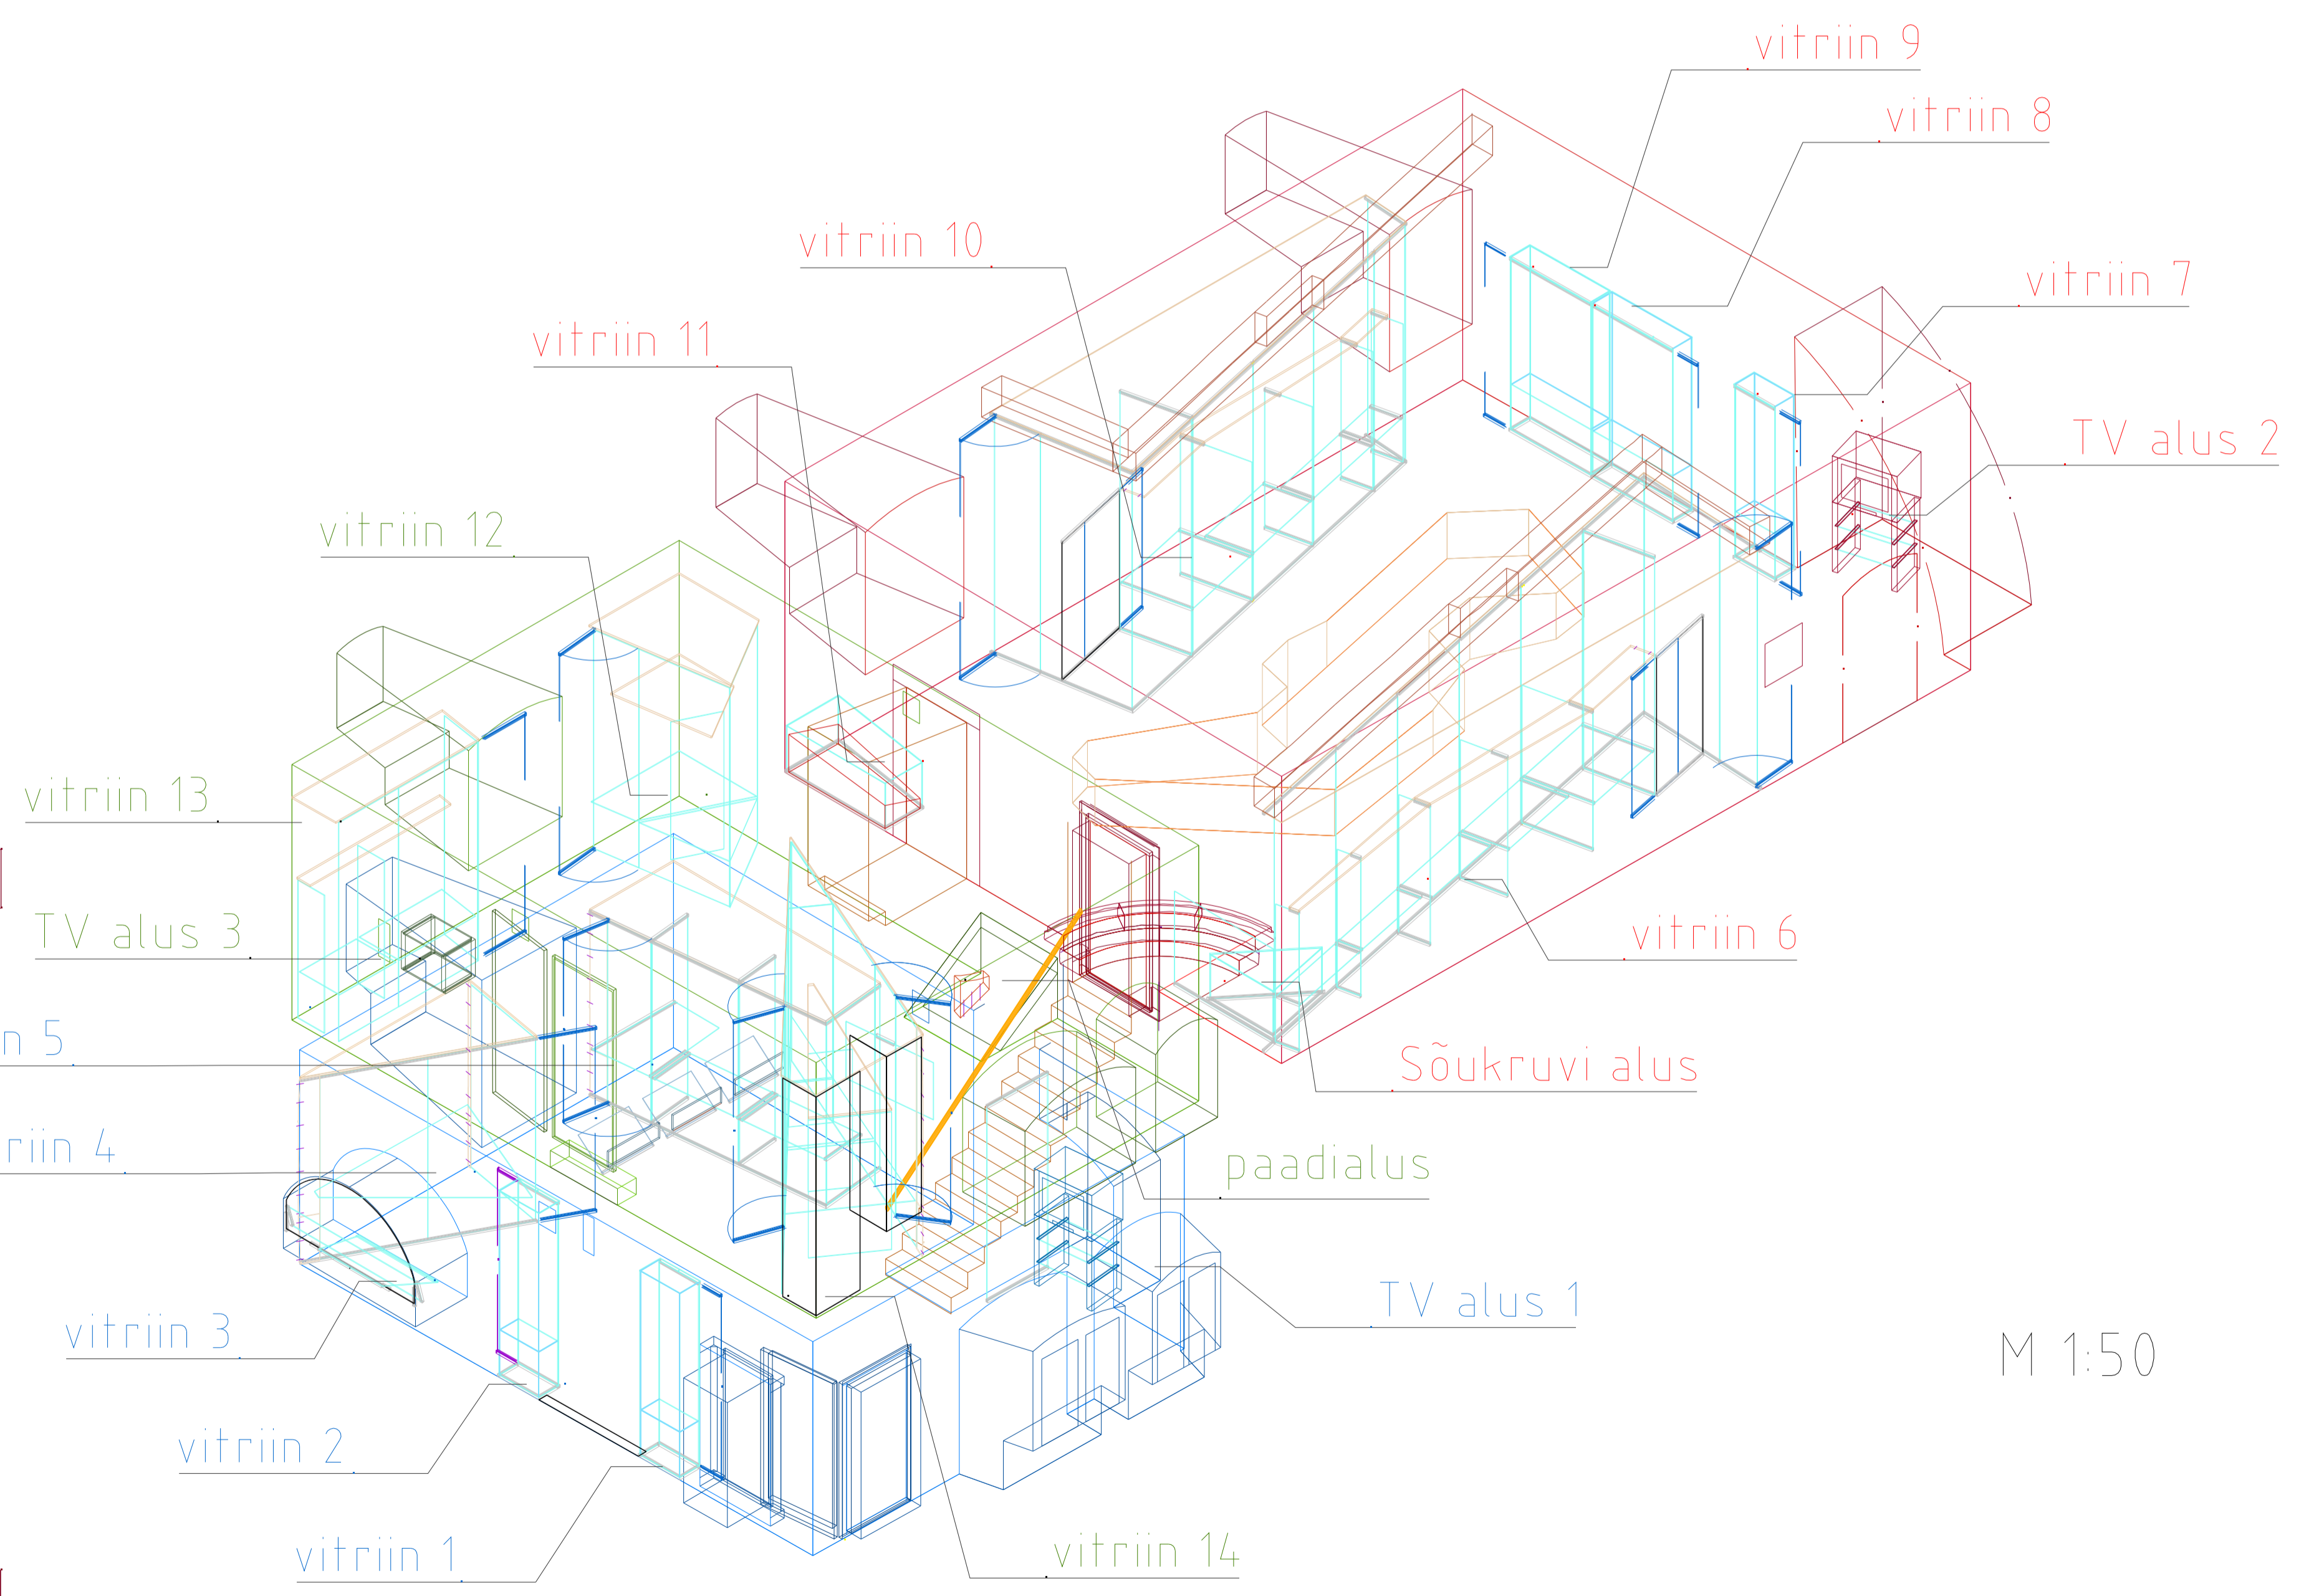 vitriin 9
vitriin 8
vitriin 10
vitriin 7
vitriin 11
TV alus 2
vitriin 12
vitriin 13
TV alus 3
vitriin 6
n 5
Sõukruvi alus
riin 4
paadialus
vitriin 3
TV alus 1
M 1:50
vitriin 2
vitriin 1
vitriin 14